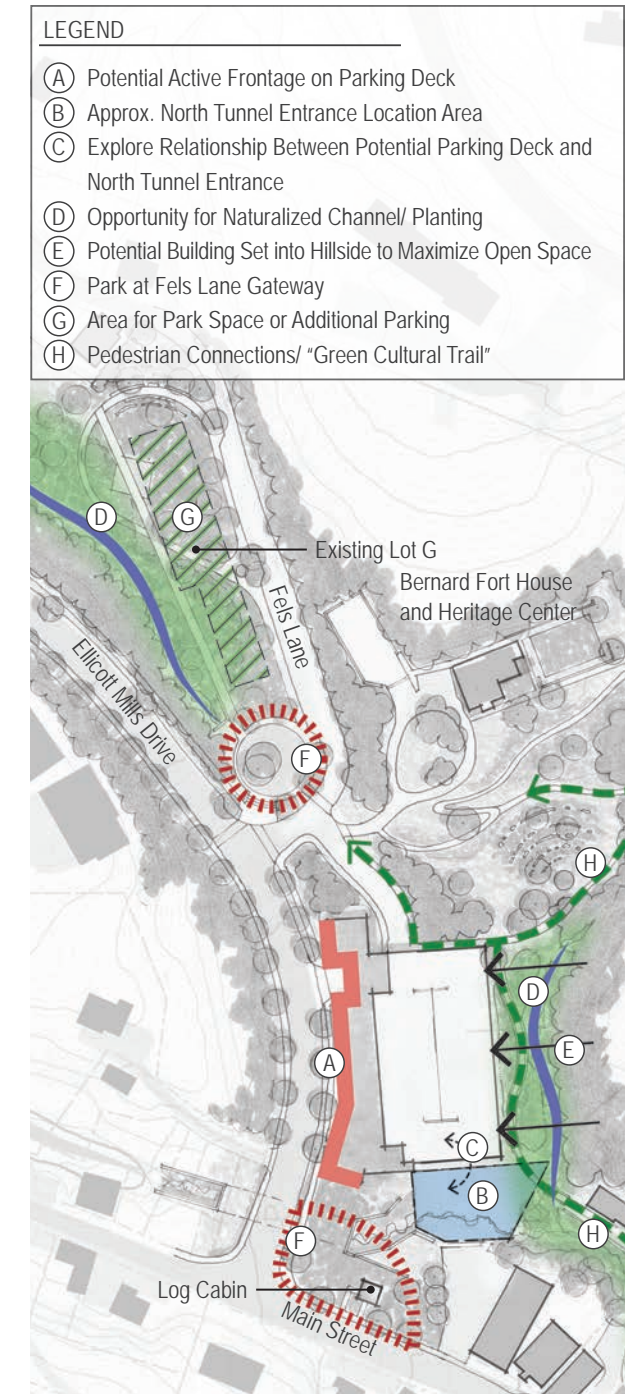 LEGEND
A Potential Active Frontage on Parking Deck
B Approx. North Tunnel Entrance Location Area
C Explore Relationship Between Potential Parking Deck and
North Tunnel Entrance
D Opportunity for Naturalized Channel/ Planting
E Potential Building Set into Hillside to Maximize Open Space
F Park at Fels Lane Gateway
G Area for Park Space or Additional Parking
H Pedestrian Connections/ “Green Cultural Trail”
D
G
Existing Lot G
Bernard Fort House
and Heritage Center
Fels Lane
Ellicott Mills Drive
F
H
D
E
A
C
B
F
H
Log Cabin
Main Street